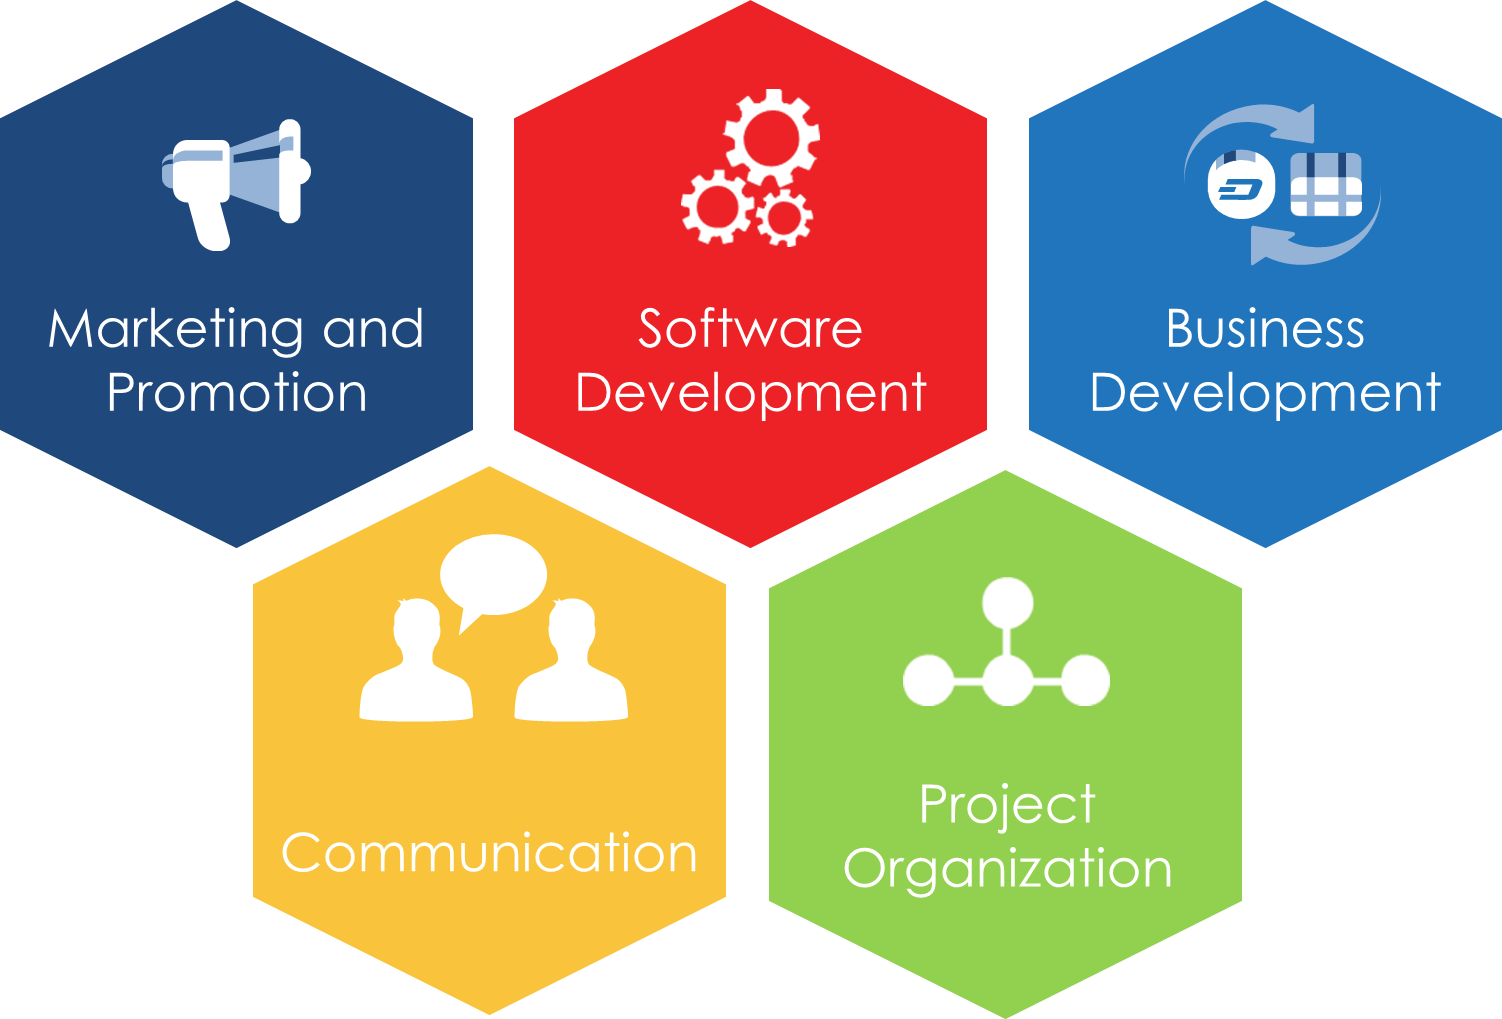 Marketing and
Promotion
Software
Development
Business
Development
Communication
Project
Organization